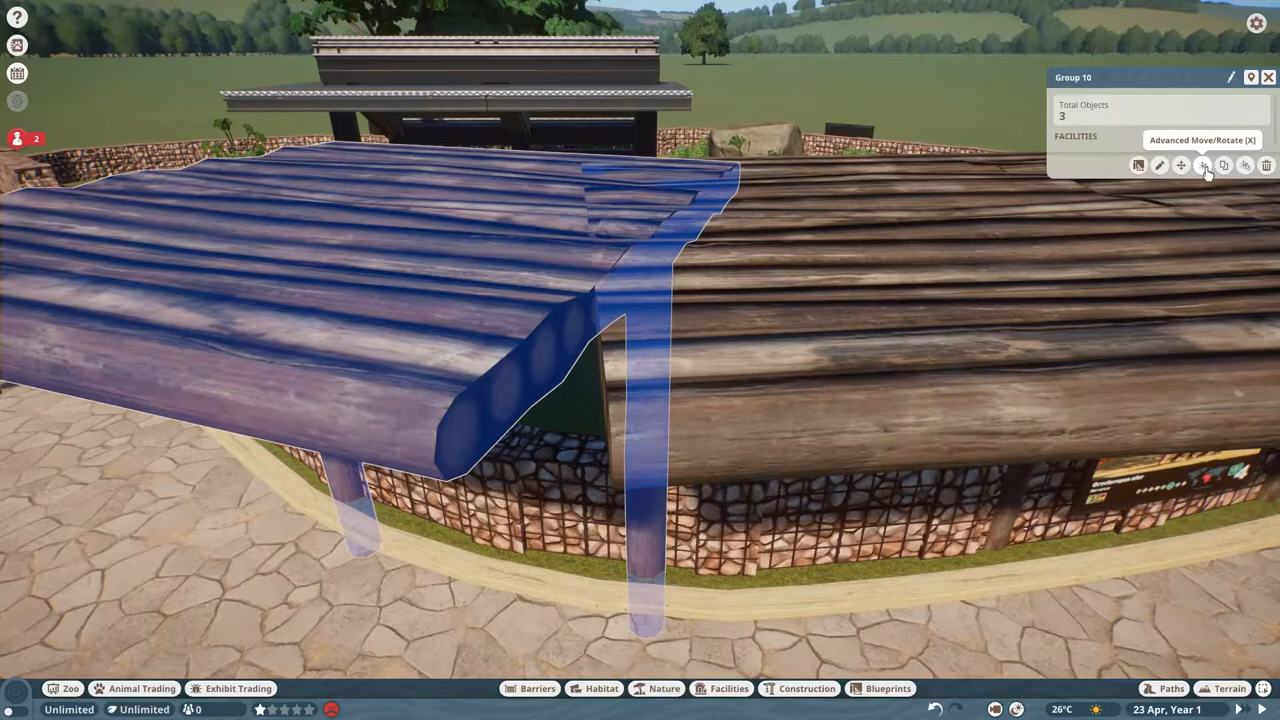 ?
2
Group 10
Total Objects
3
FACILITIES
Advanced Move/Rotate [X]
Zoo
Animal Trading
Exhibit Trading
Barriers
Habitat
Nature
Facilities
Construction
Blueprints
Paths
Terrain
Unlimited
Unlimited
0
26°C
23 Apr, Year 1